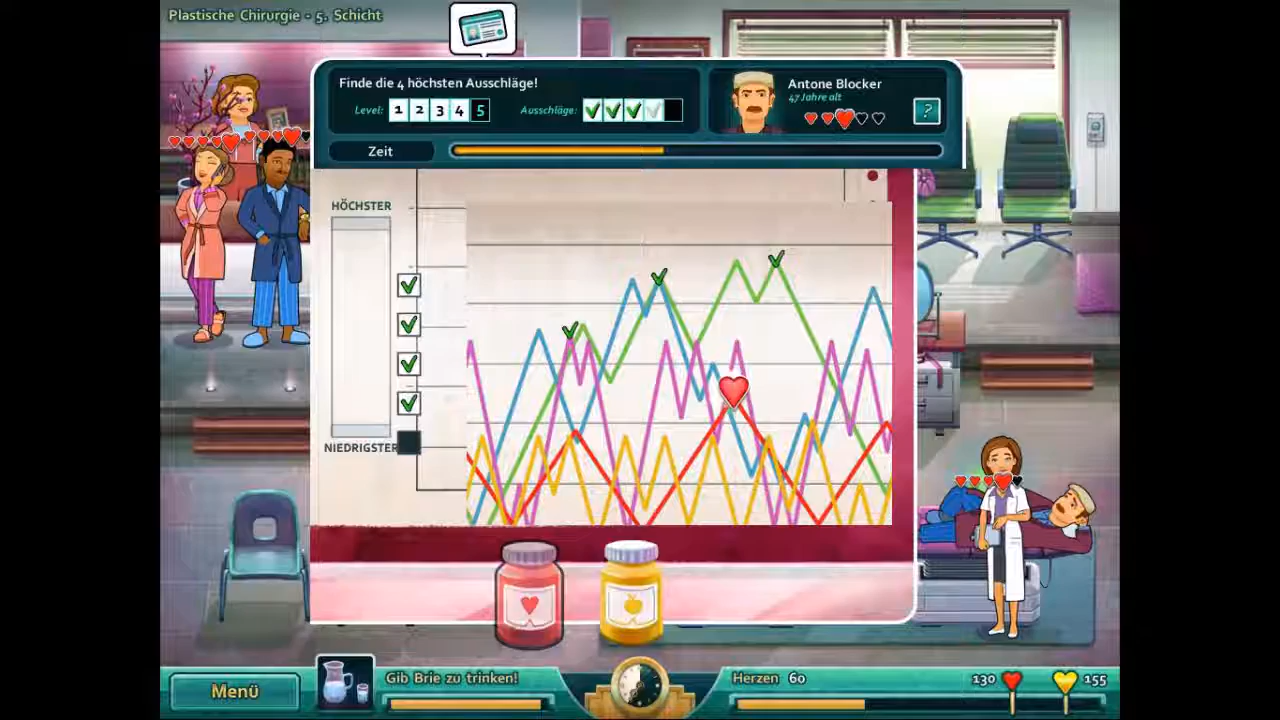 Plastische Chirurgie - 5. Schicht
Finde die 4 höchsten Ausschläge!
Level: 1 2 3 4 5
Ausschläge:
Antone Blocker
47 Jahre alt
?
Zeit
HÖCHSTER
NIEDRIGSTER
Menü
Gib Brie zu trinken!
Herzen 60
130
155